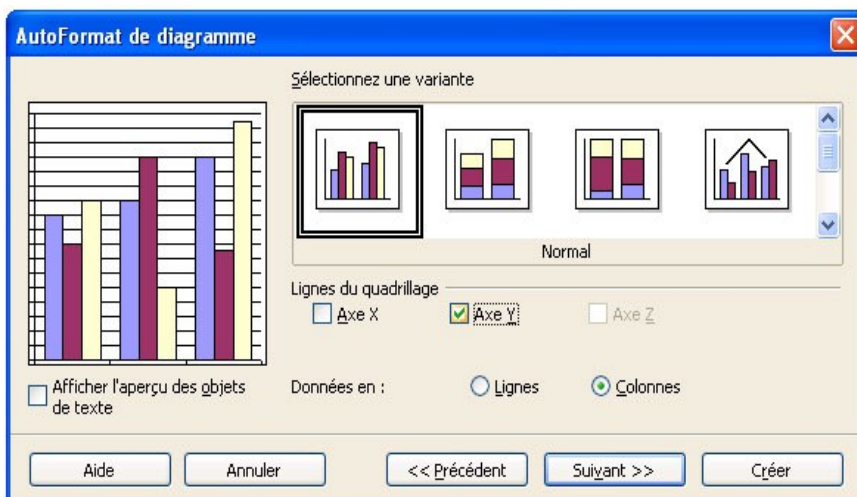 AutoFormat de diagramme
Sélectionnez une variante
Normal
Lignes du quadrillage
Axe X
Axe Y
Axe Z
Afficher l'aperçu des objets
de texte
Données en :
Lignes
Colonnes
Aide
Annuler
<< Précédent
Suivant >>
Créer